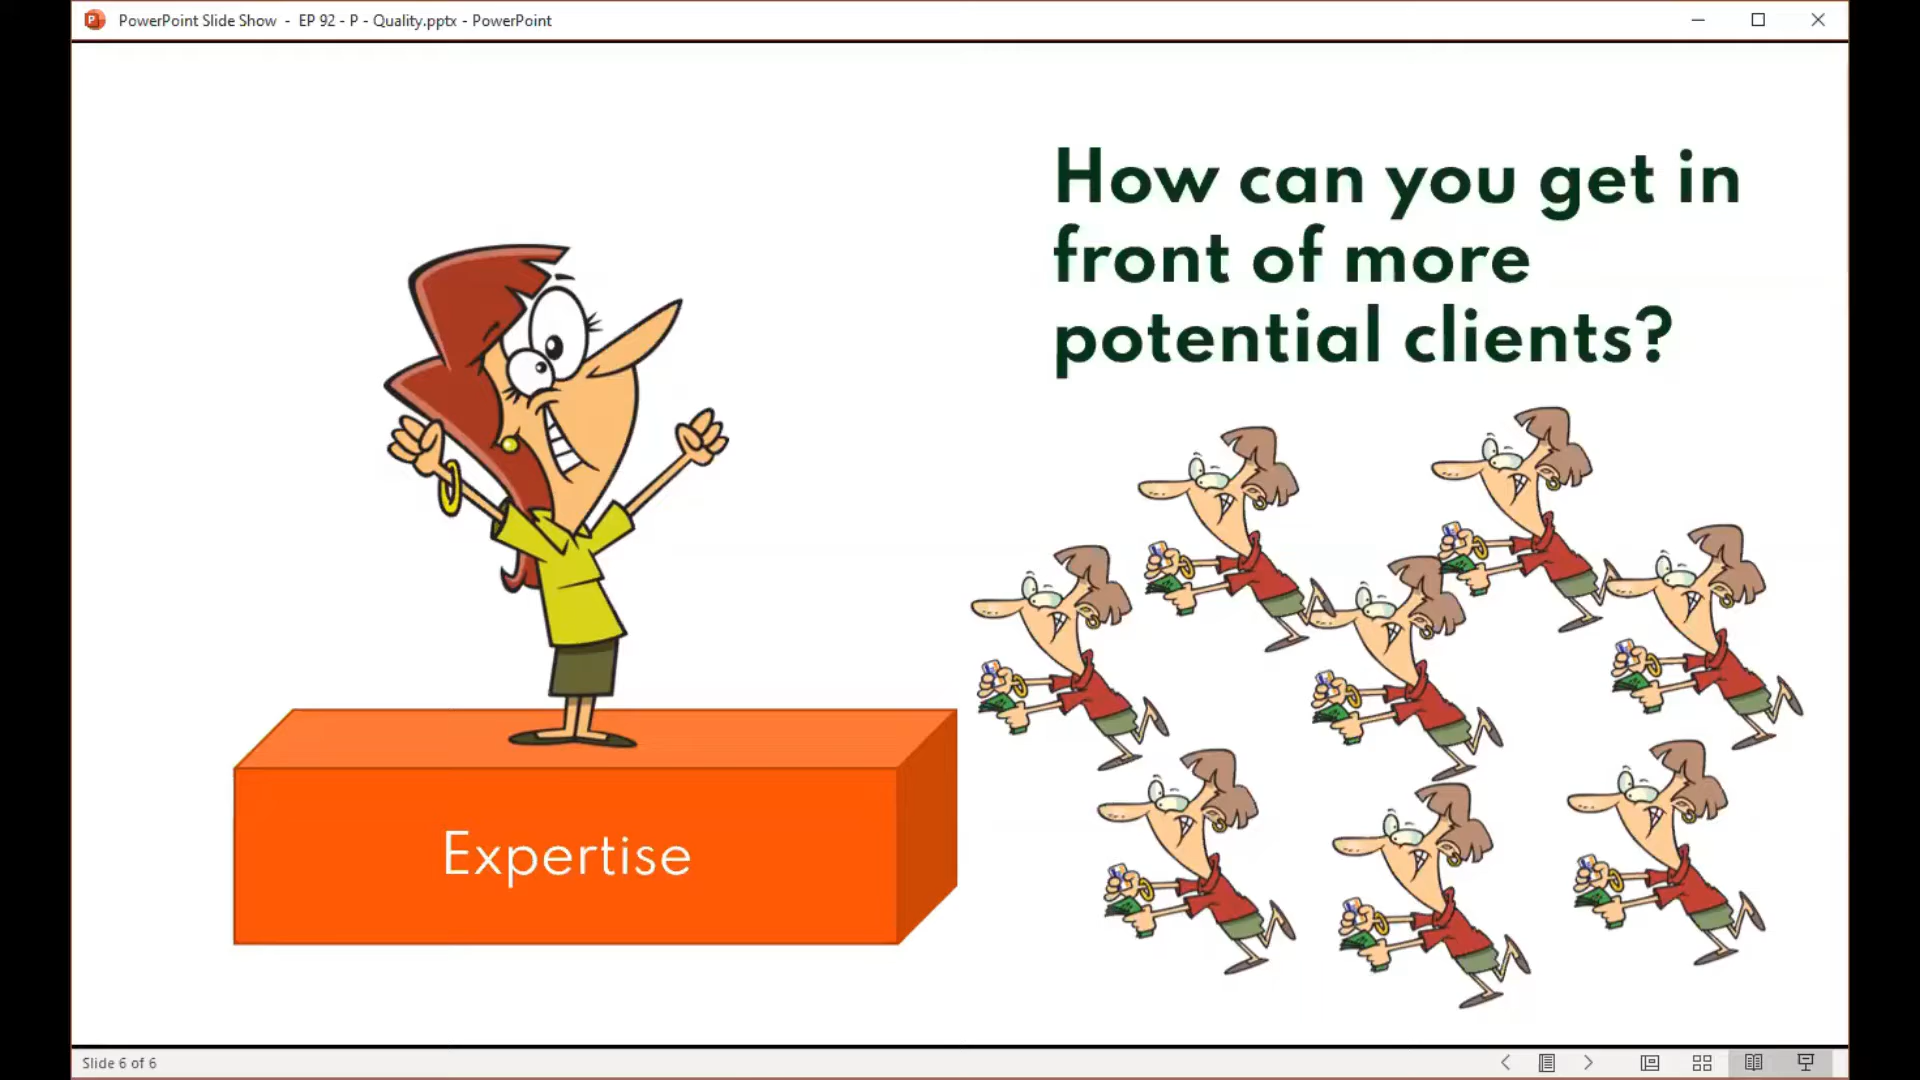 PowerPoint Slide Show - EP 92 - P - Quality.pptx - PowerPoint
How can you get in
front of more
potential clients?
Expertise
Slide 6 of 6